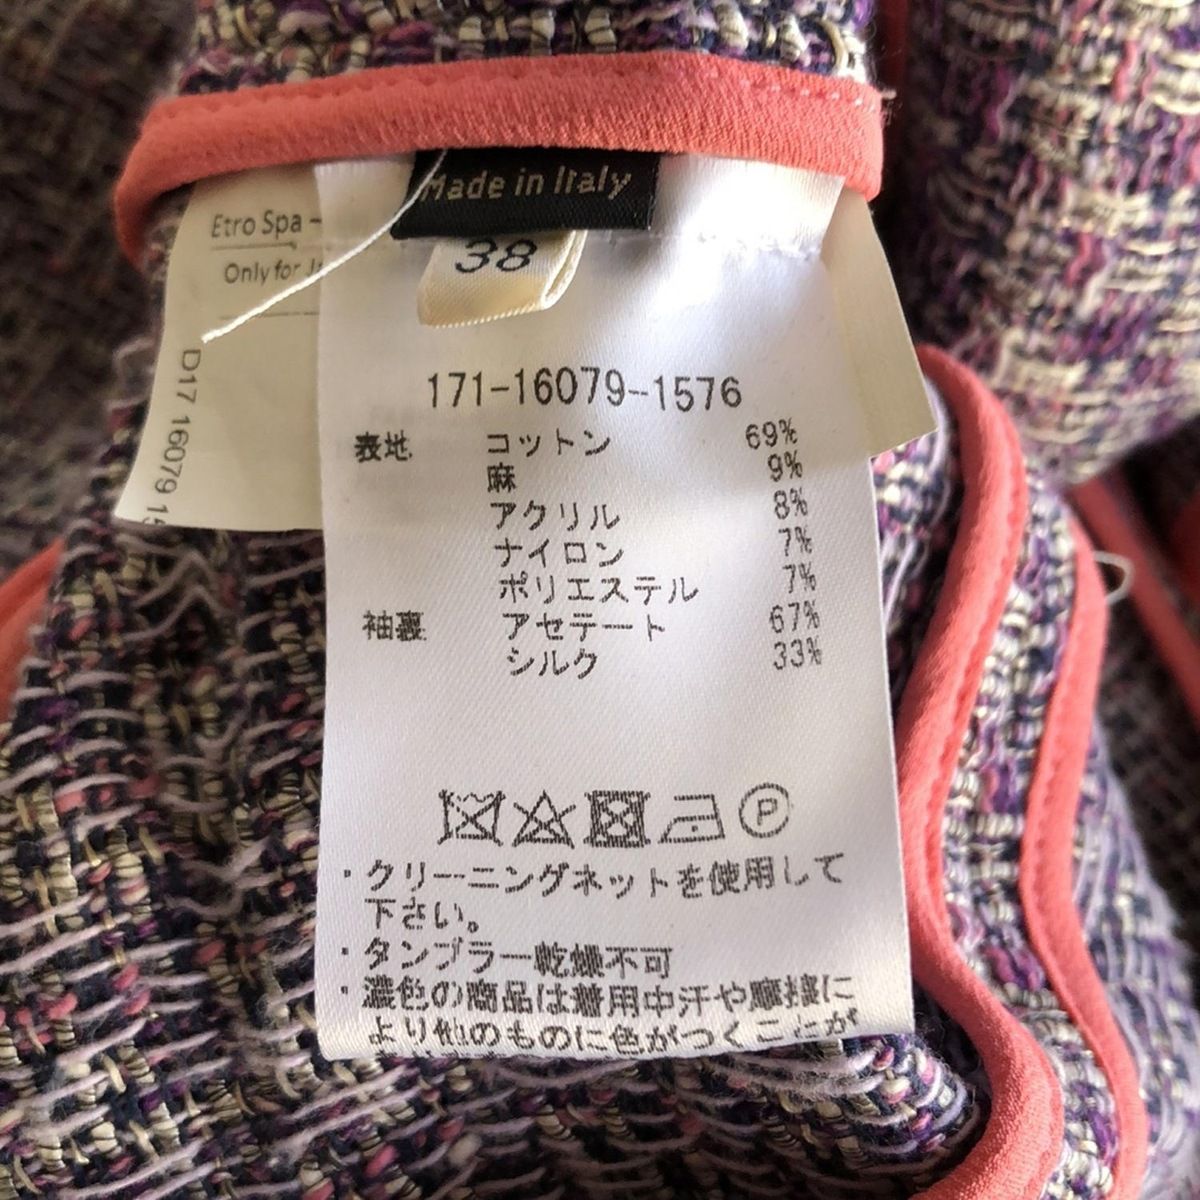 Made in Italy
38
Etro Spa -
Only for
D17 16079
171-16079-1576
表地 コットン 69%
麻 9%
アクリル 8%
ナイロン 7%
ポリエステル 7%
袖裏 アセテート 67%
シルク 33%
P
・クリーニングネットを使用して
下さい。
・タンブラー乾燥不可
・濃色の商品は着用中汗や摩擦に
より他のものに色がつくことが